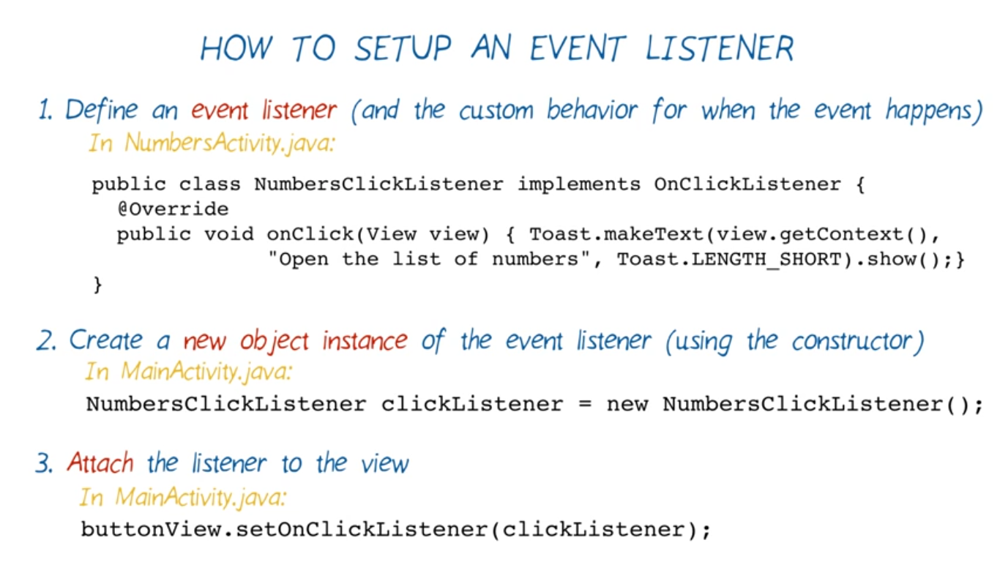 HOW TO SETUP AN EVENT LISTENER
1. Define an event listener (and the custom behavior for when the event happens)
In NumbersActivity.java:
public class NumbersClickListener implements OnClickListener {
@Override
public void onClick(View view) { Toast.makeText(view.getContext(),
"Open the list of numbers", Toast.LENGTH_SHORT).show();}
}
2. Create a new object instance of the event listener (using the constructor)
In MainActivity.java:
NumbersClickListener clickListener = new NumbersClickListener();
3. Attach the listener to the view
In MainActivity.java:
buttonView.setOnClickListener(clickListener);